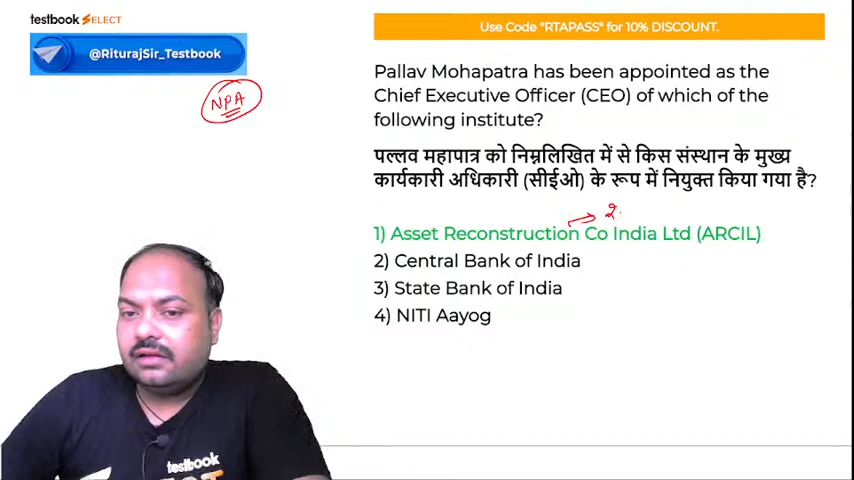 testbook SELECT
@RiturajSir_Testbook
NPA
Use Code "RTAPASS" for 10% DISCOUNT.
Pallav Mohapatra has been appointed as the
Chief Executive Officer (CEO) of which of the
following institute?
पल्लव महापात्र को निम्नलिखित में से किस संस्थान के मुख्य
कार्यकारी अधिकारी (सीईओ) के रूप में नियुक्त किया गया है?
2
1) Asset Reconstruction Co India Ltd (ARCIL)
2) Central Bank of India
3) State Bank of India
4) NITI Aayog
testbook